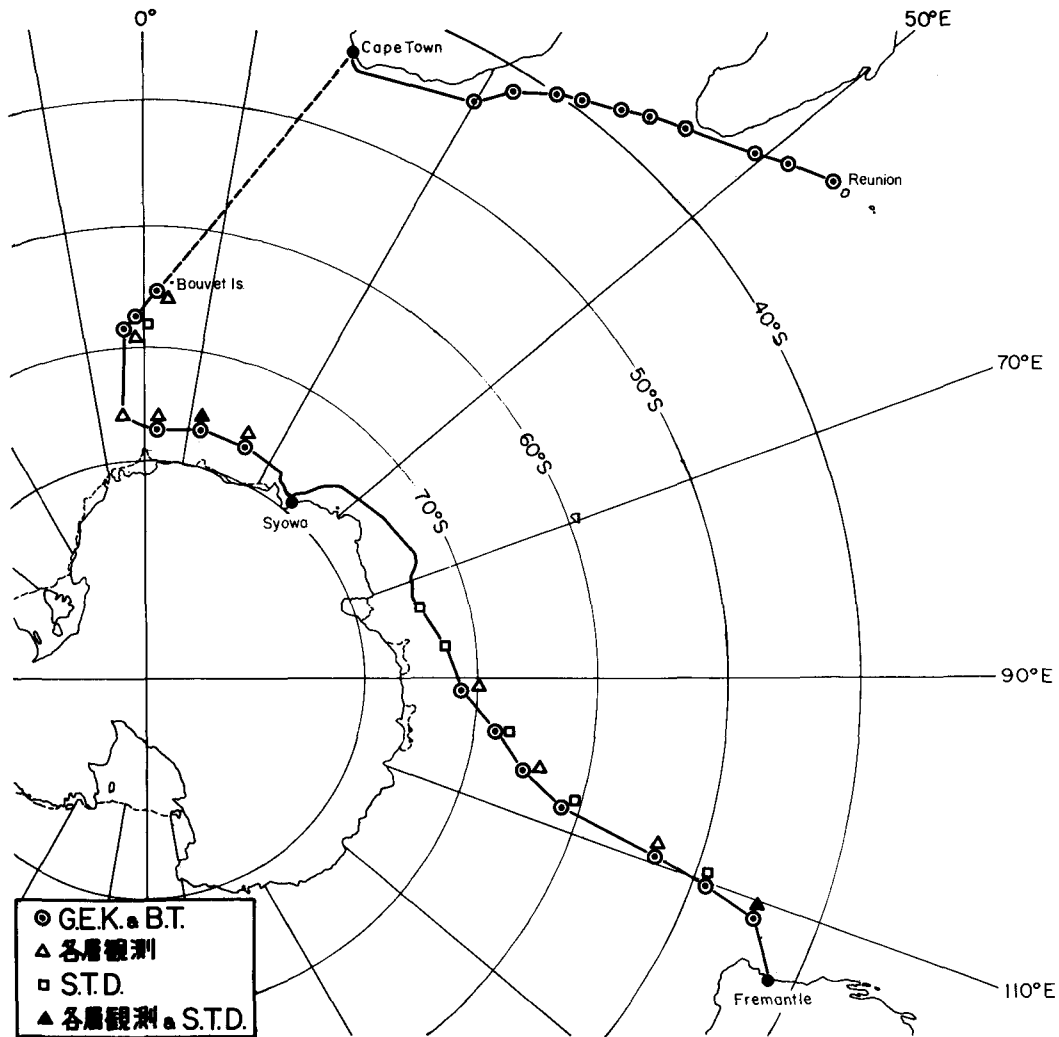 0°
50°E
Cape Town
Reunion
Bouvet Is.
40°S
50°S
60°S
70°S
70°E
Syowa
90°E
G.E.K. & B.T.
各層観測
S.T.D.
各層観測 & S.T.D.
Fremantle
110°E